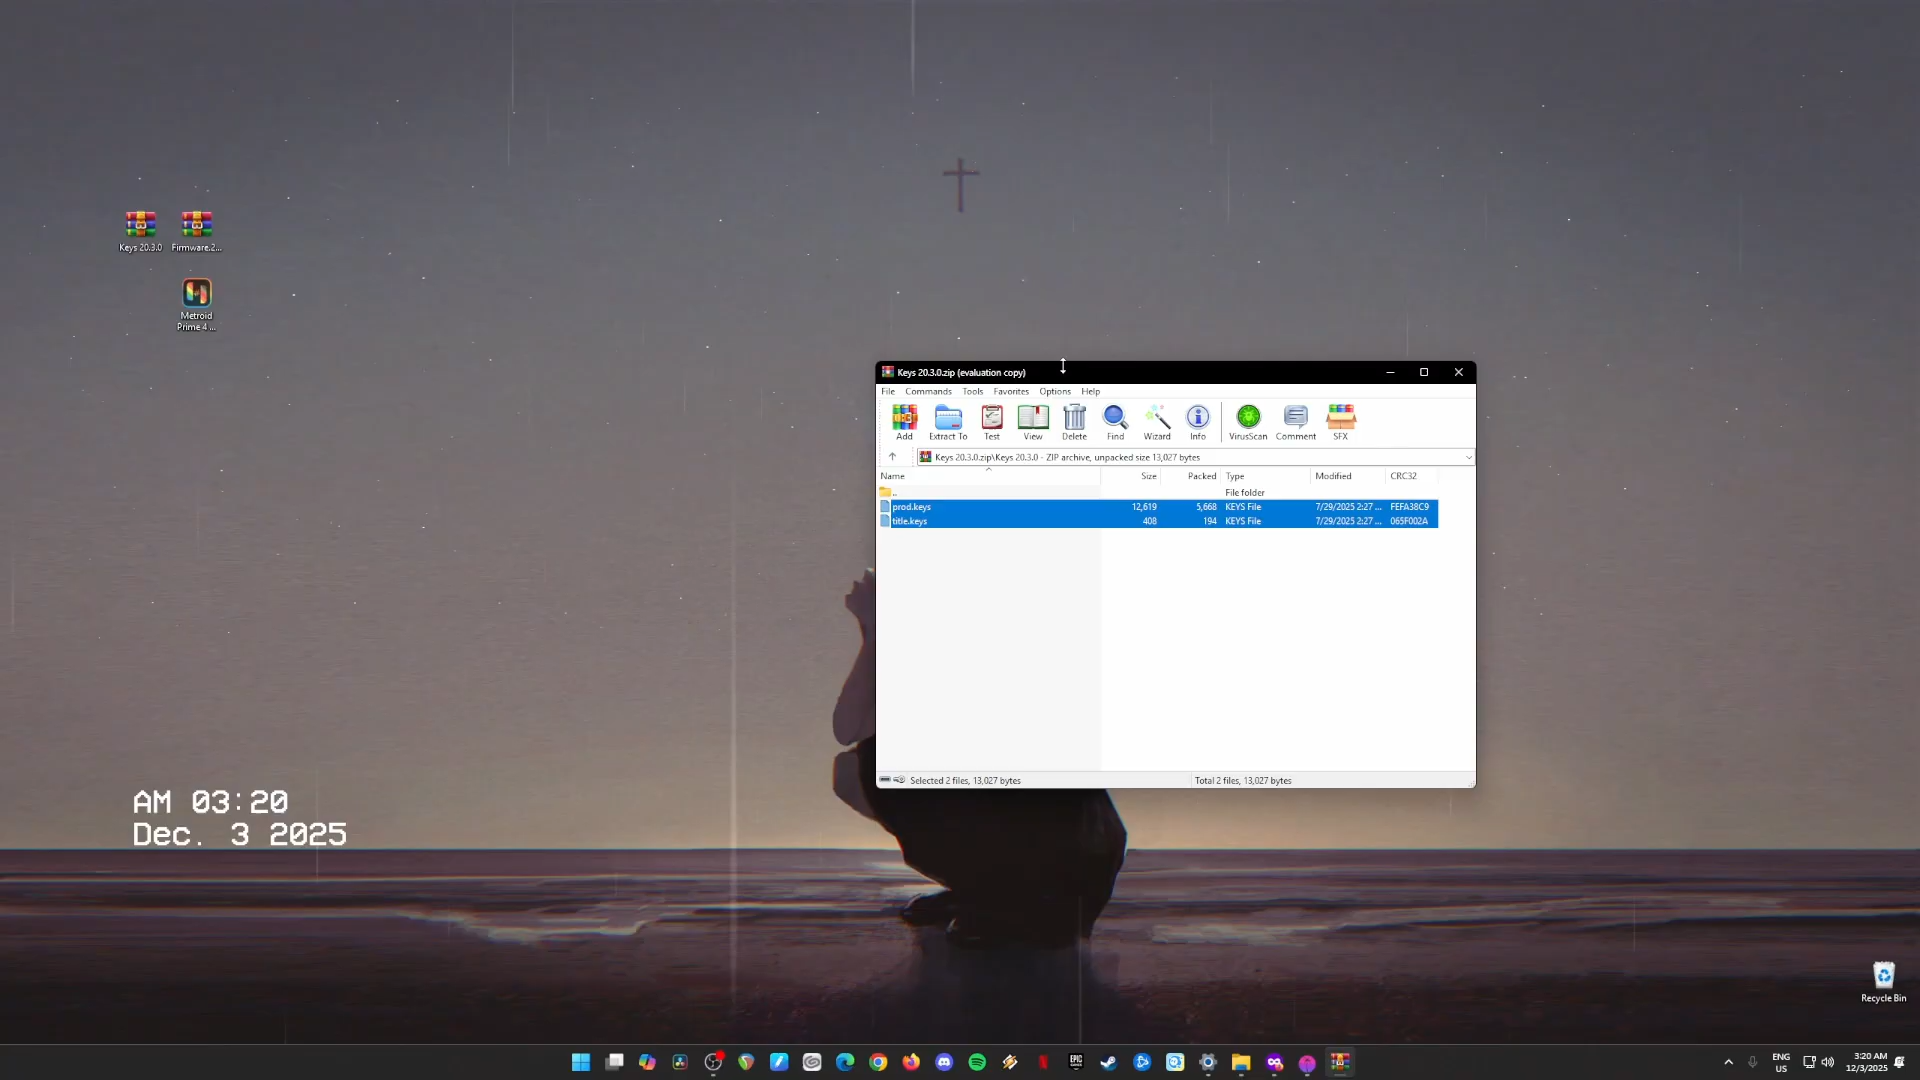 Keys 20.3.0
Firmware.2...
Metroid
Prime 4 ...
Keys 20.3.0.zip (evaluation copy)
File Commands Tools Favorites Options Help
Add Extract To Test View Delete Find Wizard Info VirusScan Comment SFX
Keys 20.3.0.zip\Keys 20.3.0 - ZIP archive, unpacked size 13,027 bytes
Name Size Packed Type Modified CRC32
.. File folder
prod.keys 12,619 5,668 KEYS File 7/29/2025 2:27 ... FEFA38C9
title.keys 408 194 KEYS File 7/29/2025 2:27 ... 065F002A
Selected 2 files, 13,027 bytes
Total 2 files, 13,027 bytes
AM 03:20
Dec. 3 2025
Recycle Bin
EPIC
ENG
US
3:20 AM
12/3/2025